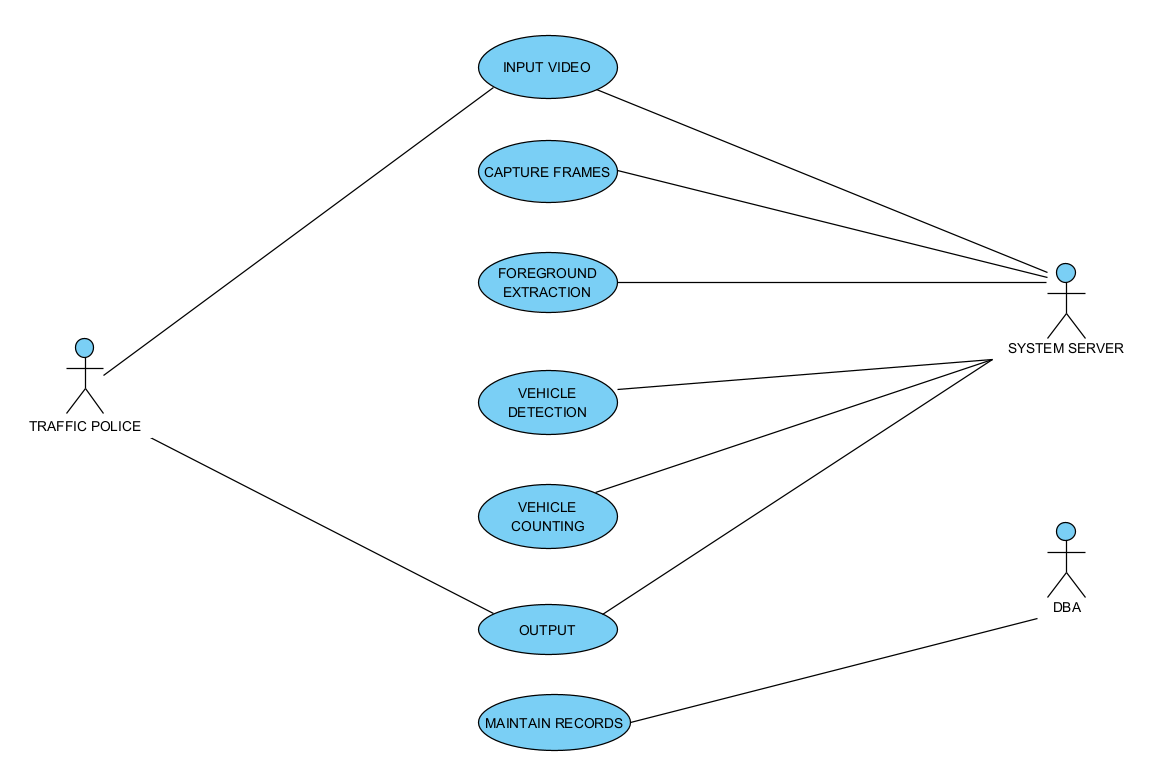 INPUT VIDEO
CAPTURE FRAMES
FOREGROUND
EXTRACTION
SYSTEM SERVER
VEHICLE
DETECTION
TRAFFIC POLICE
VEHICLE
COUNTING
DBA
OUTPUT
MAINTAIN RECORDS